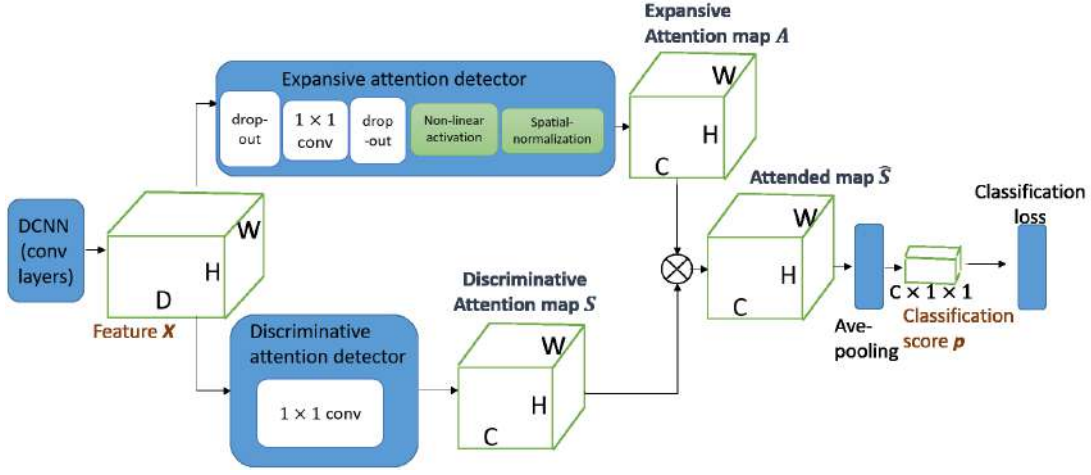 Expansive
Attention map A
W
H
C
Expansive attention detector
drop-
out
1 × 1
conv
drop
-out
Non-linear
activation
Spatial-
normalization
DCNN
(conv
layers)
W
H
D
Feature X
Discriminative
attention detector
1 × 1 conv
Discriminative
Attention map S
W
H
C
Attended map Ŝ
W
H
C
Ave-
pooling
C × 1 × 1
Classification
score p
Classification
loss